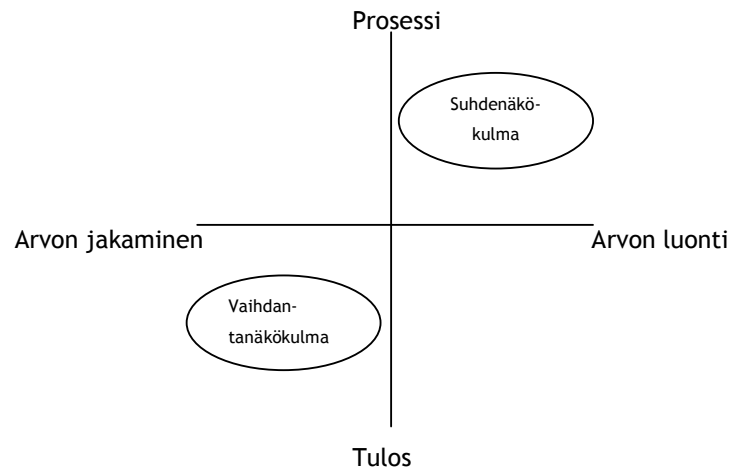 Prosessi
Suhdenäkö-
kulma
Arvon jakaminen
Arvon luonti
Vaihdan-
tanäkökulma
Tulos